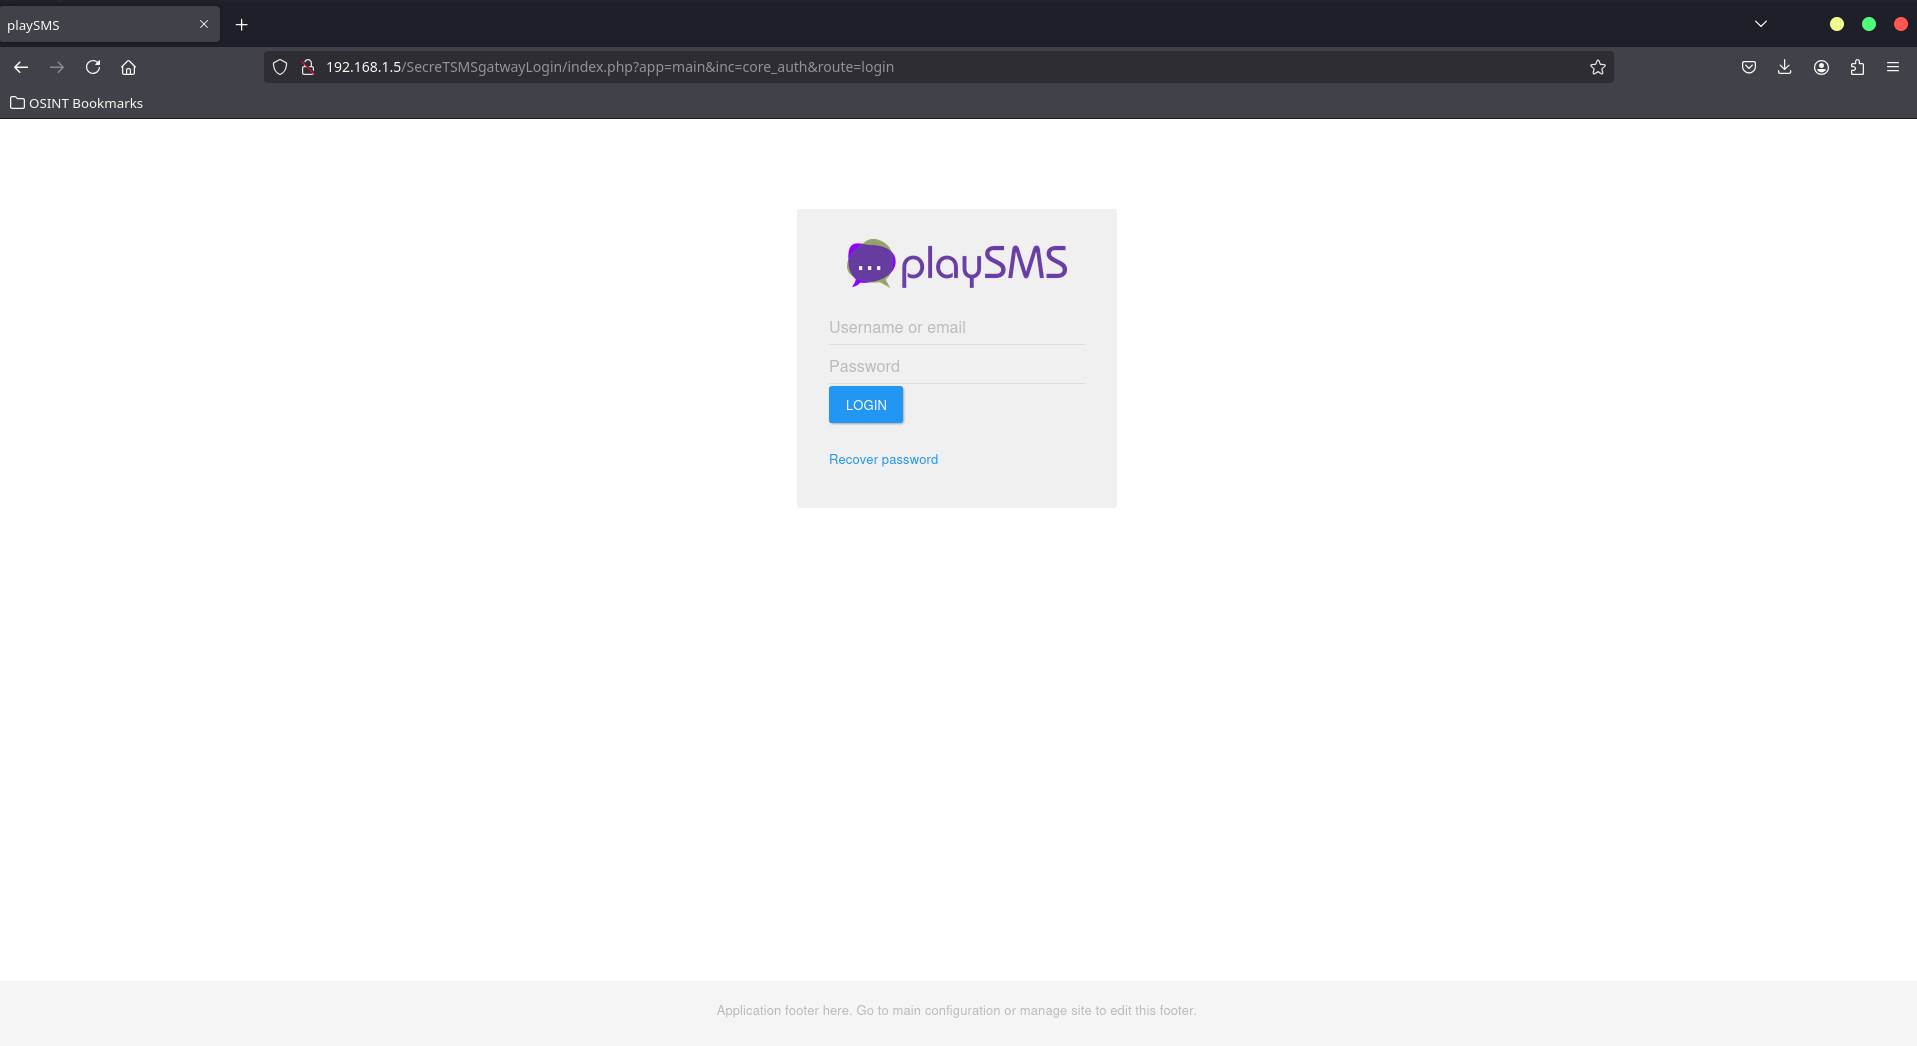 playSMS
192.168.1.5/SecreTSMSgatwayLogin/index.php?app=main&inc=core_auth&route=login
OSINT Bookmarks
playSMS
Username or email
Password
LOGIN
Recover password
Application footer here. Go to main configuration or manage site to edit this footer.